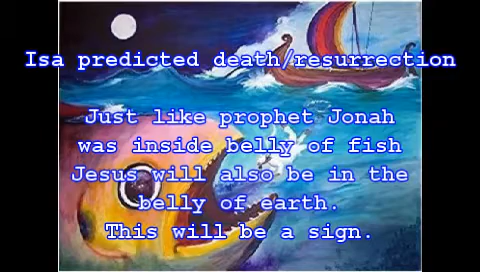 Isa predicted death/resurrection
Just like prophet Jonah
was inside belly of fish
Jesus will also be in the
belly of earth.
This will be a sign.